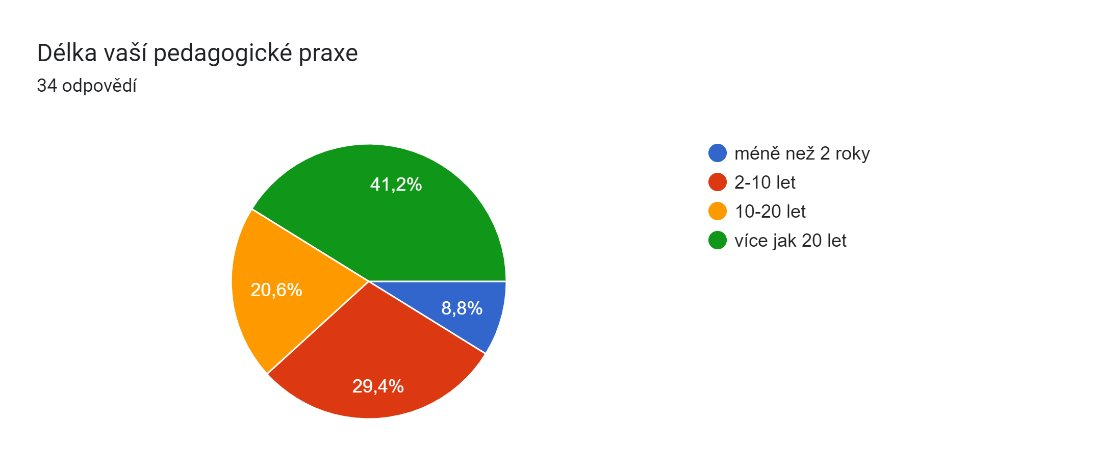 Délka vaší pedagogické praxe
34 odpovědí
41,2%
20,6%
8,8%
29,4%
méně než 2 roky
2-10 let
10-20 let
více jak 20 let